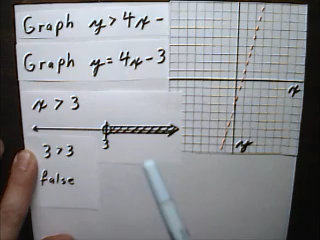 Graph y > 4x -
Graph y = 4x - 3
x
x > 3
3
3 > 3
false
y